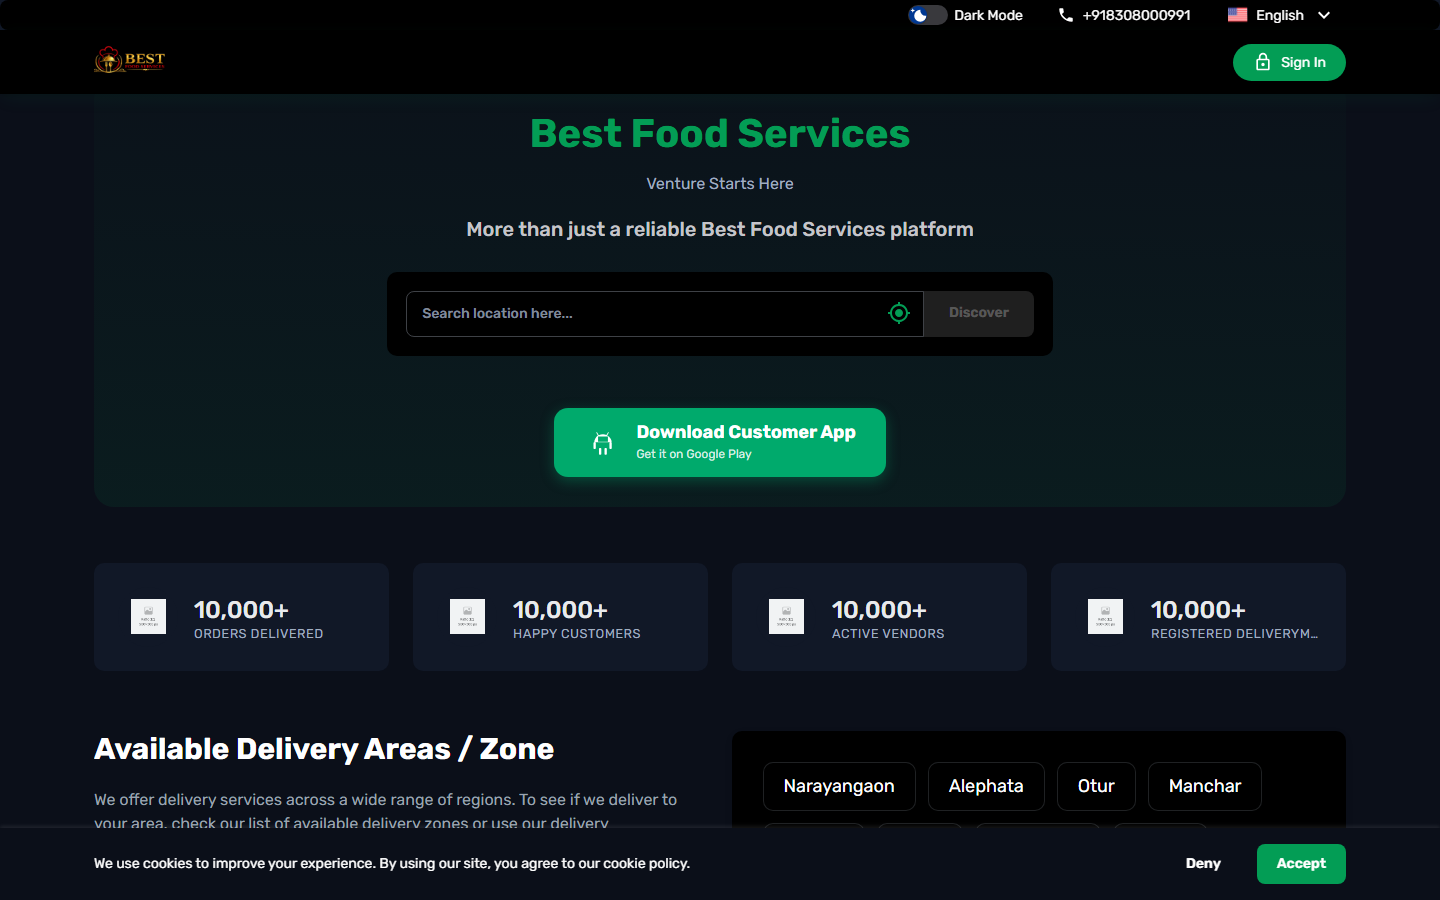 Dark Mode
+918308000991
English
BEST
Sign In
Best Food Services
Venture Starts Here
More than just a reliable Best Food Services platform
Search location here...
Discover
Download Customer App
Get it on Google Play
10,000+
ORDERS DELIVERED
10,000+
HAPPY CUSTOMERS
10,000+
ACTIVE VENDORS
10,000+
REGISTERED DELIVERYM...
Available Delivery Areas / Zone
We offer delivery services across a wide range of regions. To see if we deliver to
your area, check our list of available delivery zones or use our delivery
Narayangaon
Alephata
Otur
Manchar
We use cookies to improve your experience. By using our site, you agree to our cookie policy.
Deny
Accept